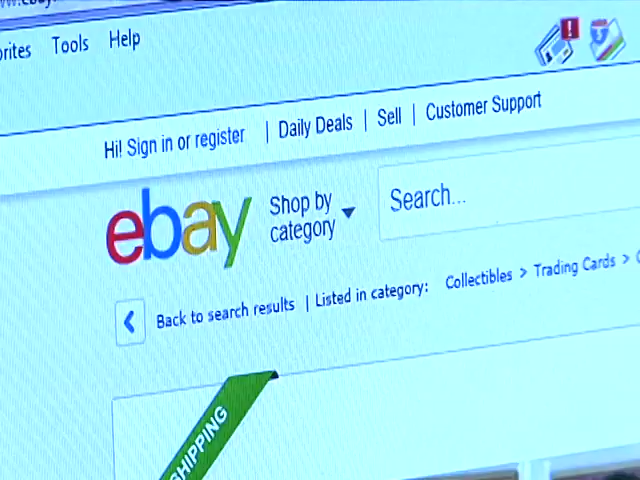 Tools Help
Hi! Sign in or register | Daily Deals | Sell | Customer Support
ebay
Shop by
category
Search...
Back to search results | Listed in category: Collectibles > Trading Cards >
SHIPPING